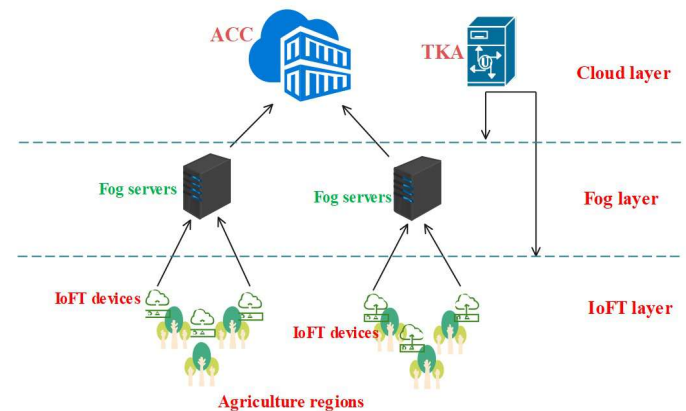 ACC
TKA
Cloud layer
Fog servers
Fog servers
Fog layer
IoFT devices
IoFT devices
IoFT layer
Agriculture regions